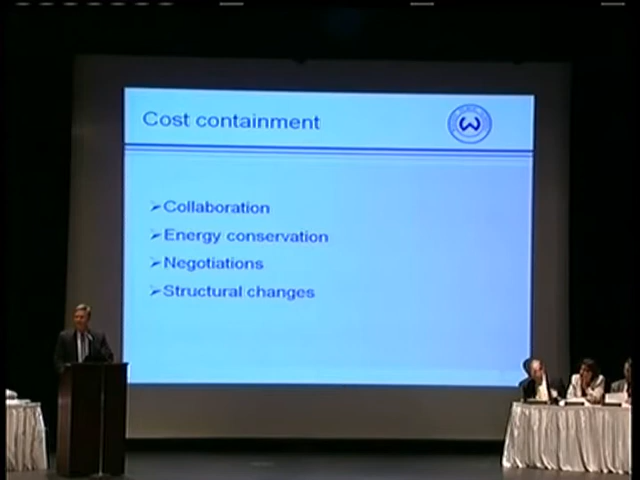 Cost containment
➢Collaboration
➢Energy conservation
➢Negotiations
➢Structural changes